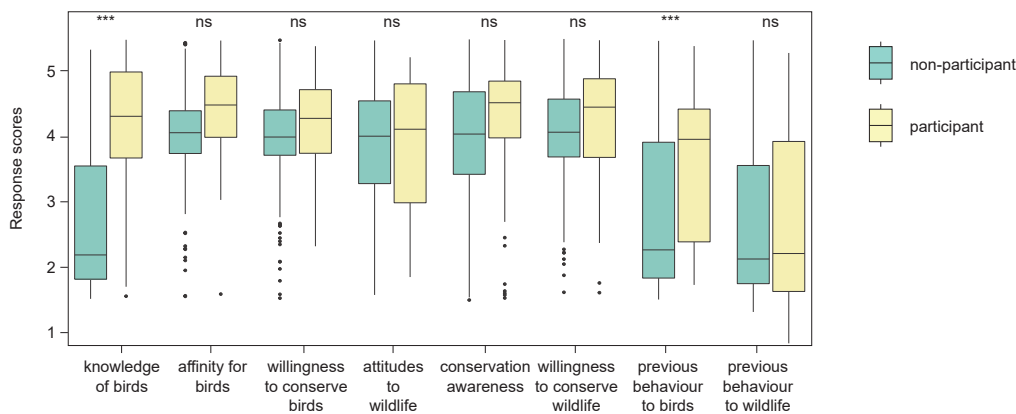 *** ns ns ns ns ns *** ns
Response scores
5
4
3
2
1
knowledge
of birds
affinity for
birds
willingness
to conserve
birds
attitudes
to
wildlife
conservation
awareness
willingness
to conserve
wildlife
previous
behaviour
to birds
previous
behaviour
to wildlife
non-participant
participant